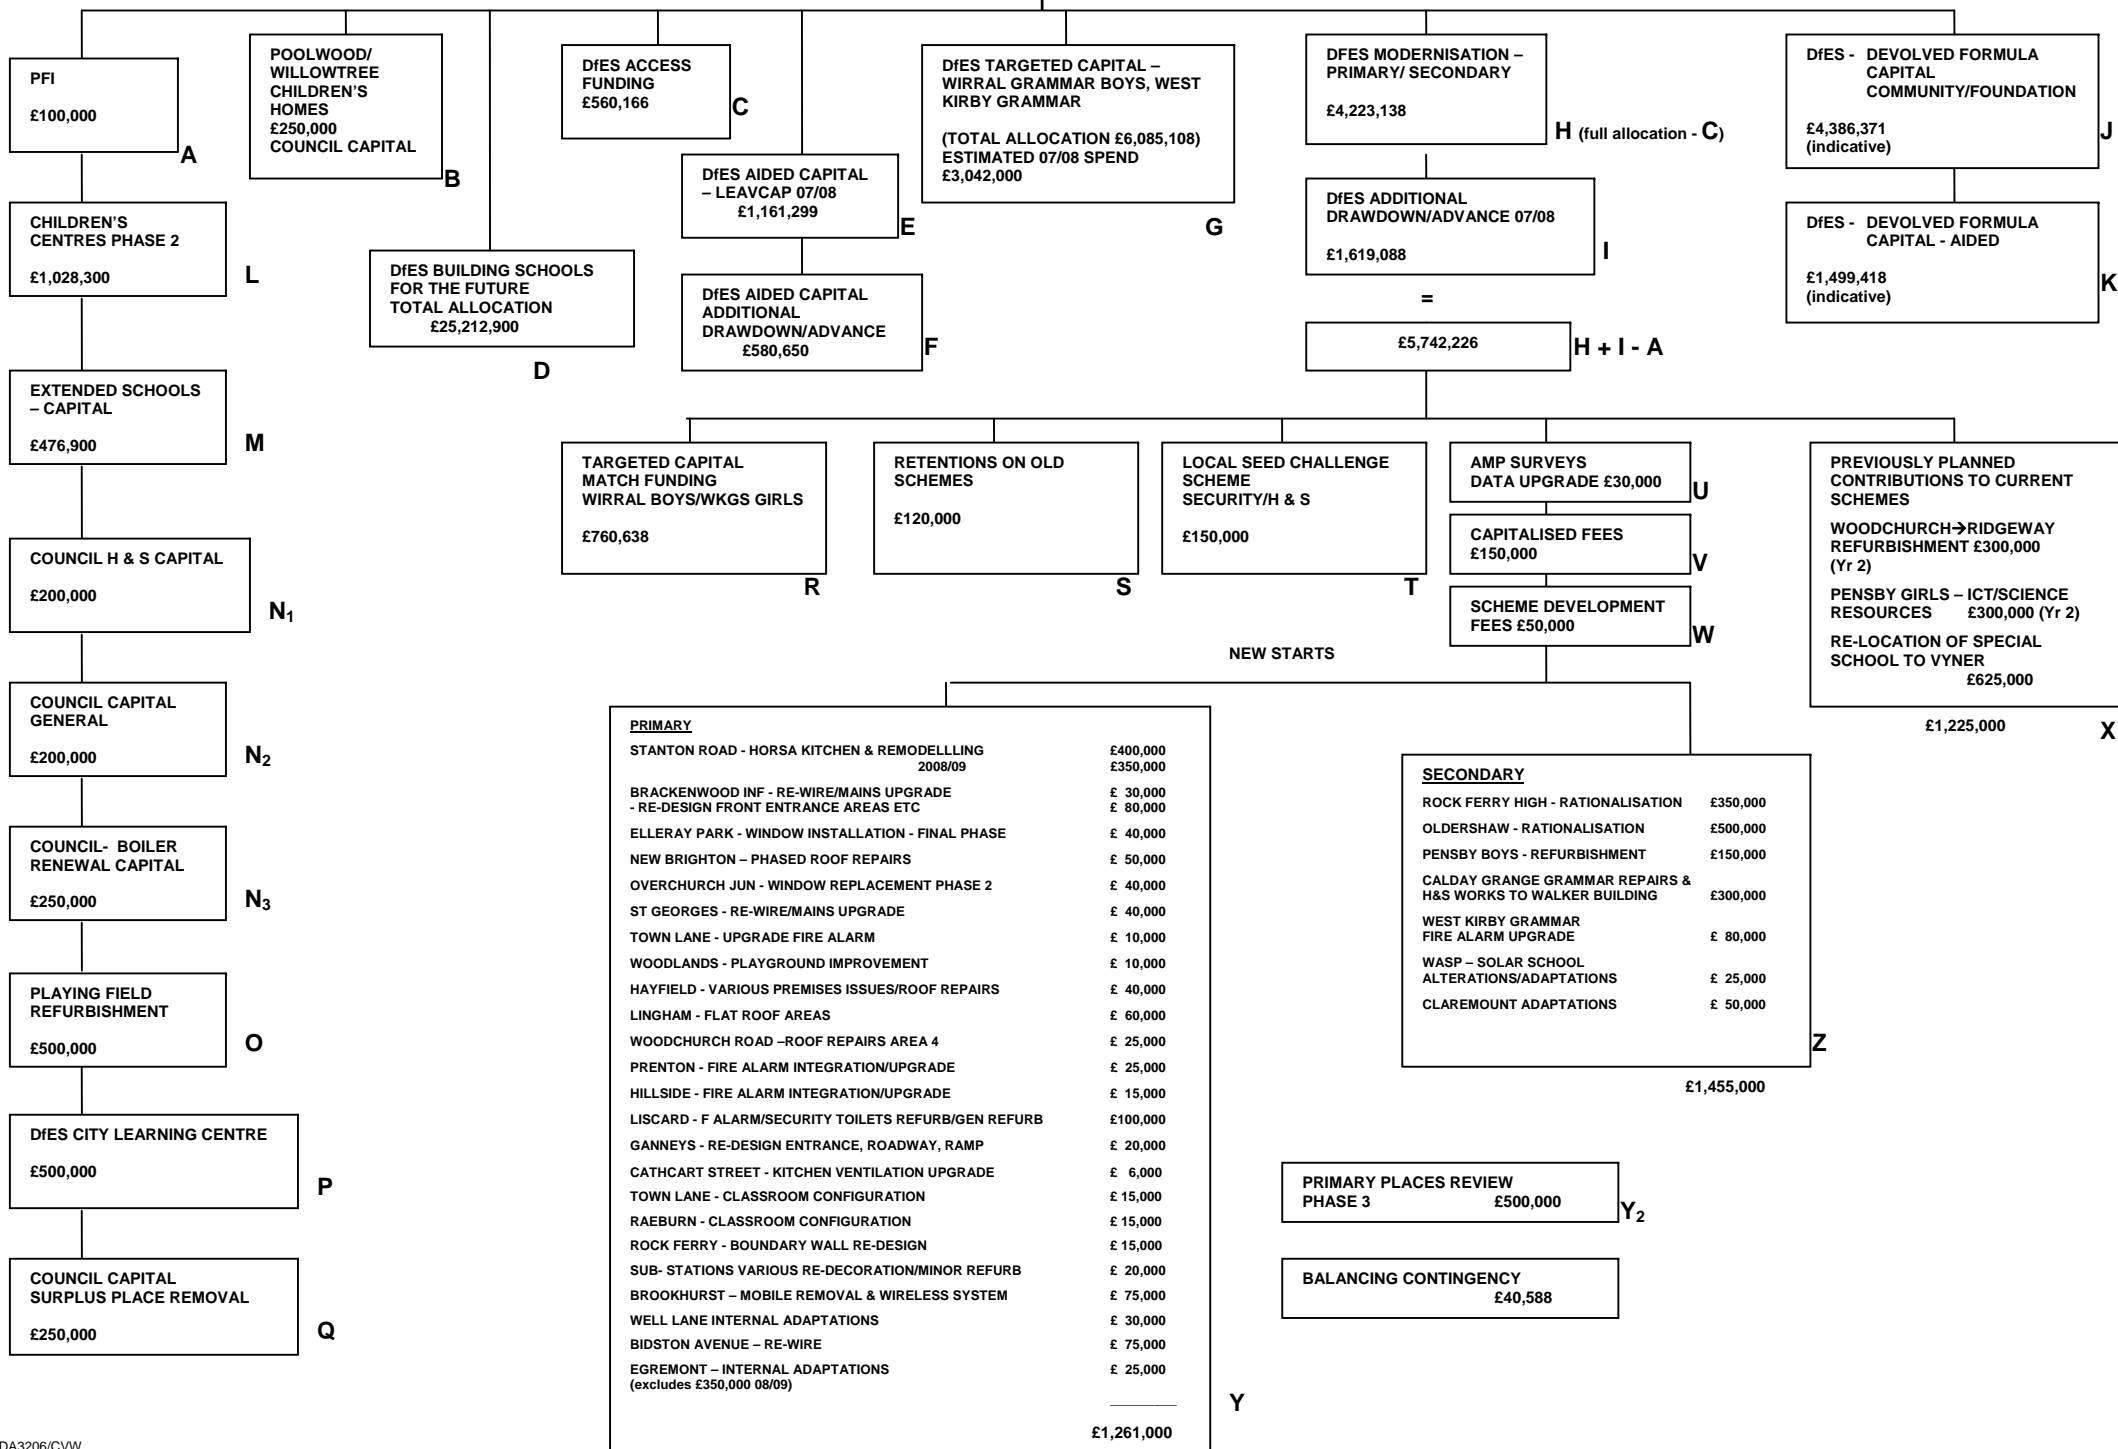 PFI
£100,000
A
POOLWOOD/
WILLOWTREE
CHILDREN'S
HOMES
£250,000
COUNCIL CAPITAL
B
DfES ACCESS
FUNDING
£560,166
C
DfES BUILDING SCHOOLS
FOR THE FUTURE
TOTAL ALLOCATION
£25,212,900
D
DfES AIDED CAPITAL
– LEAVCAP 07/08
£1,161,299
E
DfES AIDED CAPITAL
ADDITIONAL
DRAWDOWN/ADVANCE
£580,650
F
DfES TARGETED CAPITAL –
WIRRAL GRAMMAR BOYS, WEST
KIRBY GRAMMAR
(TOTAL ALLOCATION £6,085,108)
ESTIMATED 07/08 SPEND
£3,042,000
G
DFES MODERNISATION –
PRIMARY/ SECONDARY
£4,223,138
H (full allocation - C)
DfES ADDITIONAL
DRAWDOWN/ADVANCE 07/08
£1,619,088
I
=
£5,742,226
H + I - A
DfES - DEVOLVED FORMULA
CAPITAL
COMMUNITY/FOUNDATION
£4,386,371
(indicative)
J
DfES - DEVOLVED FORMULA
CAPITAL - AIDED
£1,499,418
(indicative)
K
CHILDREN'S
CENTRES PHASE 2
£1,028,300
L
EXTENDED SCHOOLS
– CAPITAL
£476,900
M
COUNCIL H & S CAPITAL
£200,000
N1
COUNCIL CAPITAL
GENERAL
£200,000
N2
COUNCIL- BOILER
RENEWAL CAPITAL
£250,000
N3
PLAYING FIELD
REFURBISHMENT
£500,000
O
DfES CITY LEARNING CENTRE
£500,000
P
COUNCIL CAPITAL
SURPLUS PLACE REMOVAL
£250,000
Q
TARGETED CAPITAL
MATCH FUNDING
WIRRAL BOYS/WKGS GIRLS
£760,638
R
RETENTIONS ON OLD
SCHEMES
£120,000
S
LOCAL SEED CHALLENGE
SCHEME
SECURITY/H & S
£150,000
T
AMP SURVEYS
DATA UPGRADE £30,000
U
CAPITALISED FEES
£150,000
V
SCHEME DEVELOPMENT
FEES £50,000
W
PREVIOUSLY PLANNED
CONTRIBUTIONS TO CURRENT
SCHEMES
WOODCHURCH→RIDGEWAY
REFURBISHMENT £300,000
(Yr 2)
PENSBY GIRLS – ICT/SCIENCE
RESOURCES £300,000 (Yr 2)
RE-LOCATION OF SPECIAL
SCHOOL TO VYNER
£625,000
£1,225,000
X
NEW STARTS
PRIMARY
STANTON ROAD - HORSA KITCHEN & REMODELLLING £400,000
2008/09 £350,000
BRACKENWOOD INF - RE-WIRE/MAINS UPGRADE £ 30,000
- RE-DESIGN FRONT ENTRANCE AREAS ETC £ 80,000
ELLERAY PARK - WINDOW INSTALLATION - FINAL PHASE £ 40,000
NEW BRIGHTON – PHASED ROOF REPAIRS £ 50,000
OVERCHURCH JUN - WINDOW REPLACEMENT PHASE 2 £ 40,000
ST GEORGES - RE-WIRE/MAINS UPGRADE £ 40,000
TOWN LANE - UPGRADE FIRE ALARM £ 10,000
WOODLANDS - PLAYGROUND IMPROVEMENT £ 10,000
HAYFIELD - VARIOUS PREMISES ISSUES/ROOF REPAIRS £ 40,000
LINGHAM - FLAT ROOF AREAS £ 60,000
WOODCHURCH ROAD –ROOF REPAIRS AREA 4 £ 25,000
PRENTON - FIRE ALARM INTEGRATION/UPGRADE £ 25,000
HILLSIDE - FIRE ALARM INTEGRATION/UPGRADE £ 15,000
LISCARD - F ALARM/SECURITY TOILETS REFURB/GEN REFURB £100,000
GANNEYS - RE-DESIGN ENTRANCE, ROADWAY, RAMP £ 20,000
CATHCART STREET - KITCHEN VENTILATION UPGRADE £ 6,000
TOWN LANE - CLASSROOM CONFIGURATION £ 15,000
RAEBURN - CLASSROOM CONFIGURATION £ 15,000
ROCK FERRY - BOUNDARY WALL RE-DESIGN £ 15,000
SUB- STATIONS VARIOUS RE-DECORATION/MINOR REFURB £ 20,000
BROOKHURST – MOBILE REMOVAL & WIRELESS SYSTEM £ 75,000
WELL LANE INTERNAL ADAPTATIONS £ 30,000
BIDSTON AVENUE – RE-WIRE £ 75,000
EGREMONT – INTERNAL ADAPTATIONS £ 25,000
(excludes £350,000 08/09)
£1,261,000
Y
SECONDARY
ROCK FERRY HIGH - RATIONALISATION £350,000
OLDERSHAW - RATIONALISATION £500,000
PENSBY BOYS - REFURBISHMENT £150,000
CALDAY GRANGE GRAMMAR REPAIRS &
H&S WORKS TO WALKER BUILDING £300,000
WEST KIRBY GRAMMAR
FIRE ALARM UPGRADE £ 80,000
WASP – SOLAR SCHOOL
ALTERATIONS/ADAPTATIONS £ 25,000
CLAREMOUNT ADAPTATIONS £ 50,000
Z
£1,455,000
PRIMARY PLACES REVIEW
PHASE 3 £500,000
Y2
BALANCING CONTINGENCY
£40,588
DA3206/CVW